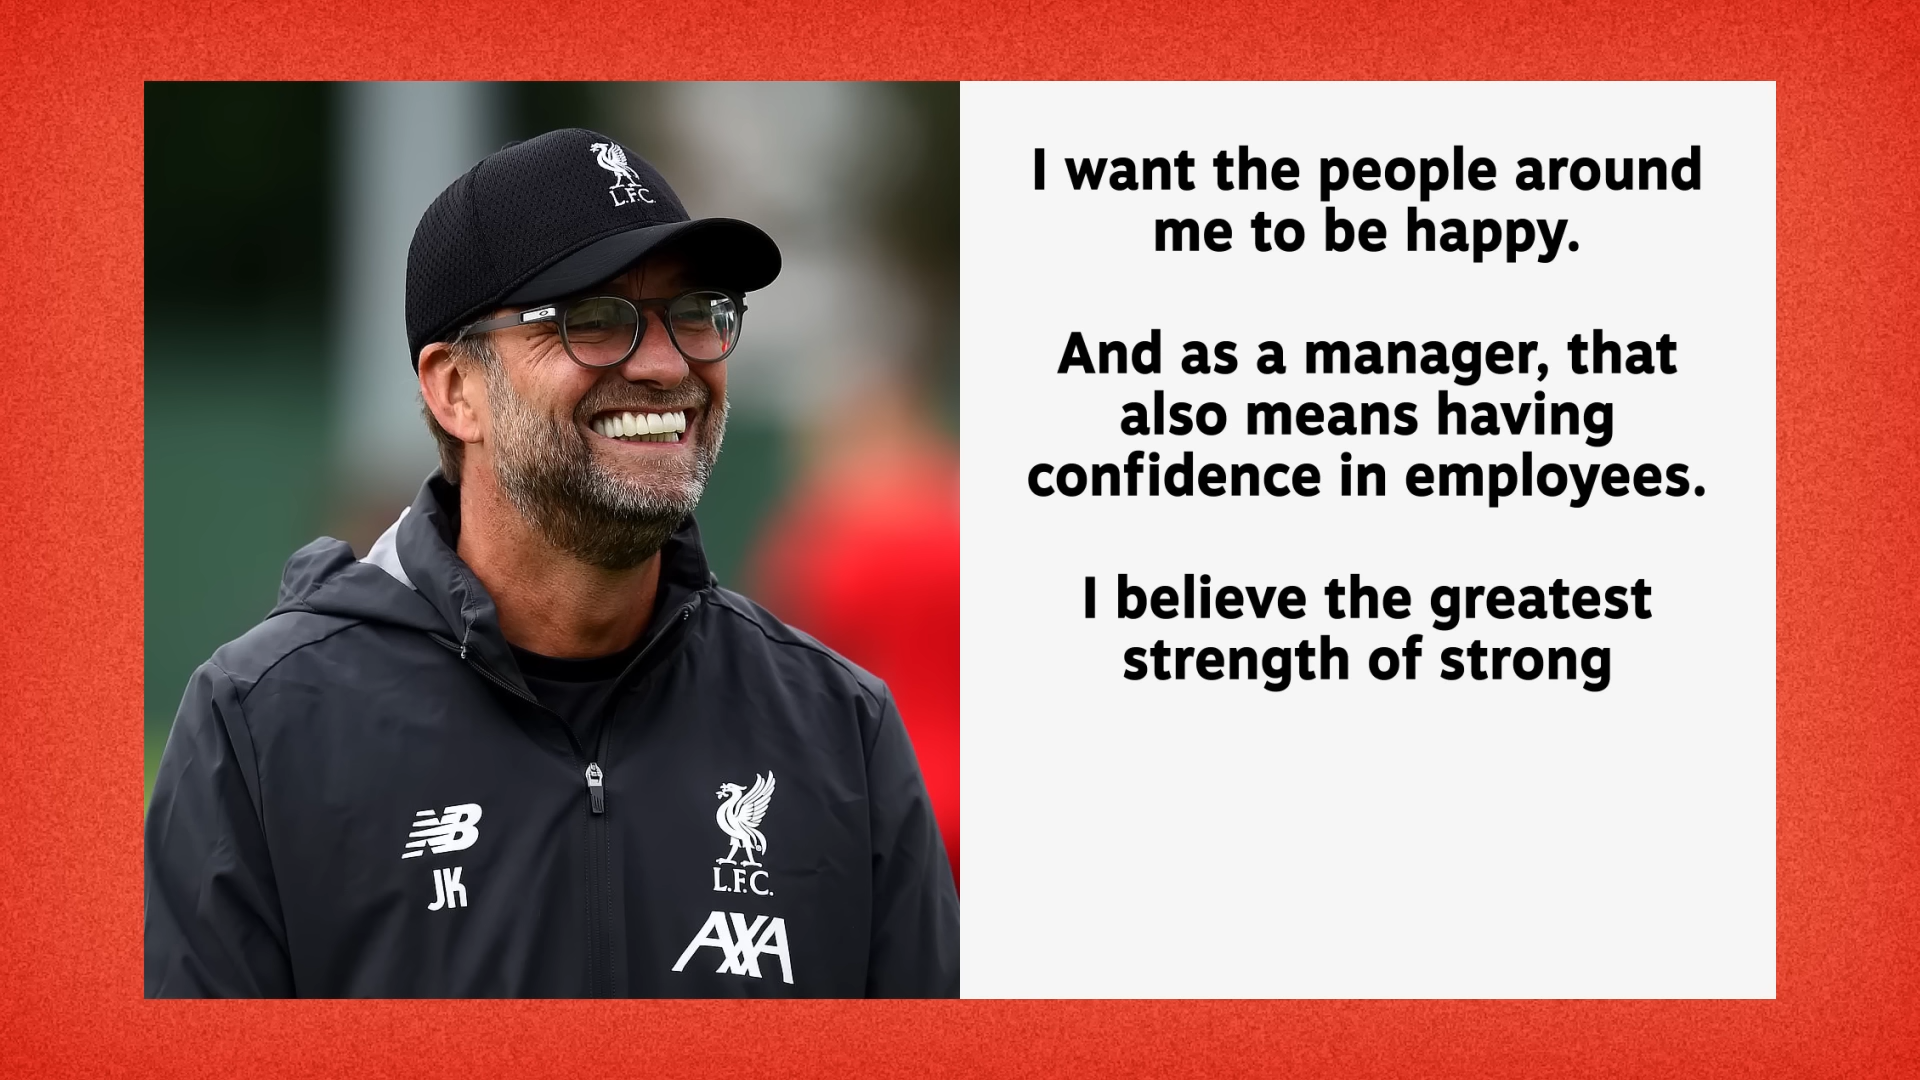 L.F.C.
NB
JK
L.F.C.
AXA
I want the people around
me to be happy.
And as a manager, that
also means having
confidence in employees.
I believe the greatest
strength of strong